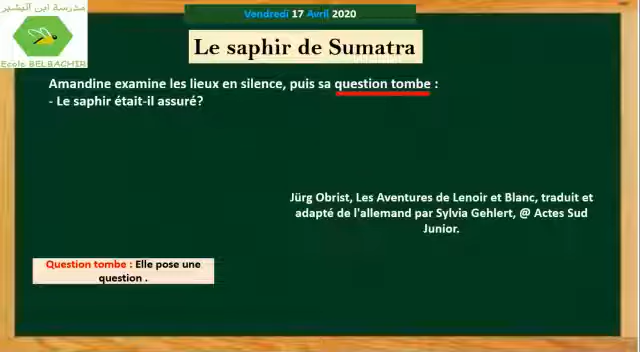 مدرسة ابن البشير
Ecole BELBACHIR
Vendredi 17 Avril 2020
Le saphir de Sumatra
Amandine examine les lieux en silence, puis sa question tombe :
- Le saphir était-il assuré?
Jürg Obrist, Les Aventures de Lenoir et Blanc, traduit et
adapté de l'allemand par Sylvia Gehlert, @ Actes Sud
Junior.
Question tombe : Elle pose une
question .